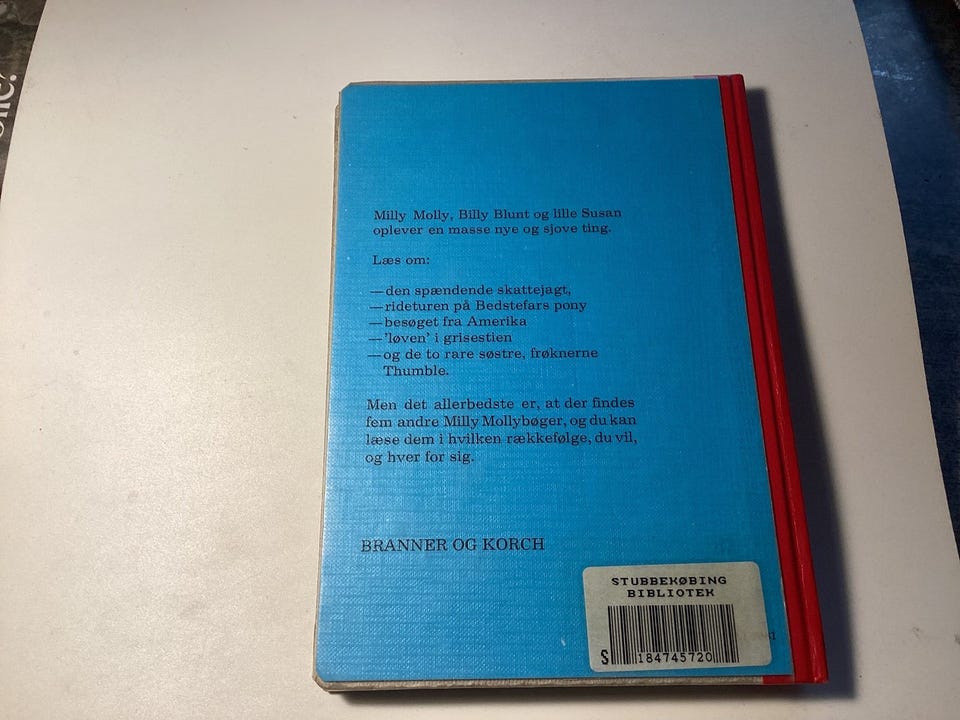 Milly Molly, Billy Blunt og lille Susan
oplever en masse nye og sjove ting.
Læs om:
—den spændende skattejagt,
—rideturen på Bedstefars pony
—besøget fra Amerika
—'løven' i grisestien
—og de to rare søstre, frøknerne
Thumble.
Men det allerbedste er, at der findes
fem andre Milly Mollybøger, og du kan
læse dem i hvilken rækkefølge, du vil,
og hver for sig.
BRANNER OG KORCH
STUBBEKØBING
BIBLIOTEK
S 184745720